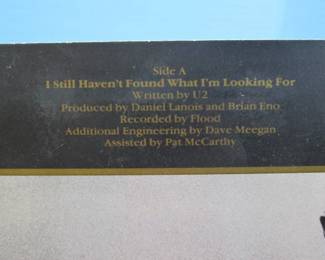 Side A
I Still Haven't Found What I'm Looking For
Written by U2
Produced by Daniel Lanois and Brian Eno
Recorded by Flood
Additional Engineering by Dave Meegan
Assisted by Pat McCarthy